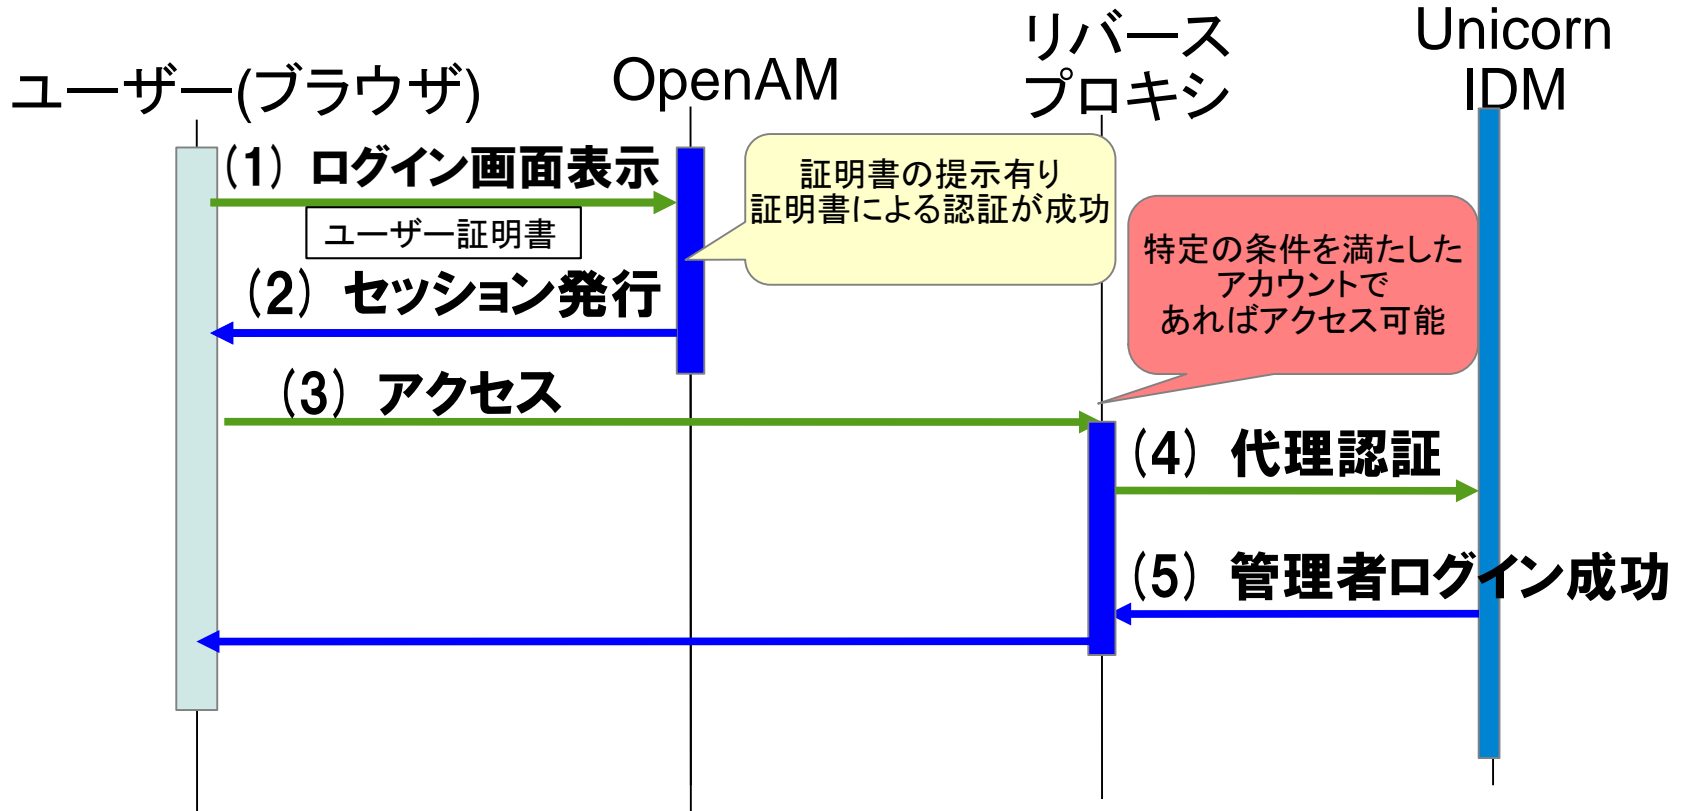 ユーザー(ブラウザ)
OpenAM
リバース
プロキシ
Unicorn
IDM
(1) ログイン画面表示
ユーザー証明書
証明書の提示有り
証明書による認証が成功
(2) セッション発行
特定の条件を満たした
アカウントで
あればアクセス可能
(3) アクセス
(4) 代理認証
(5) 管理者ログイン成功